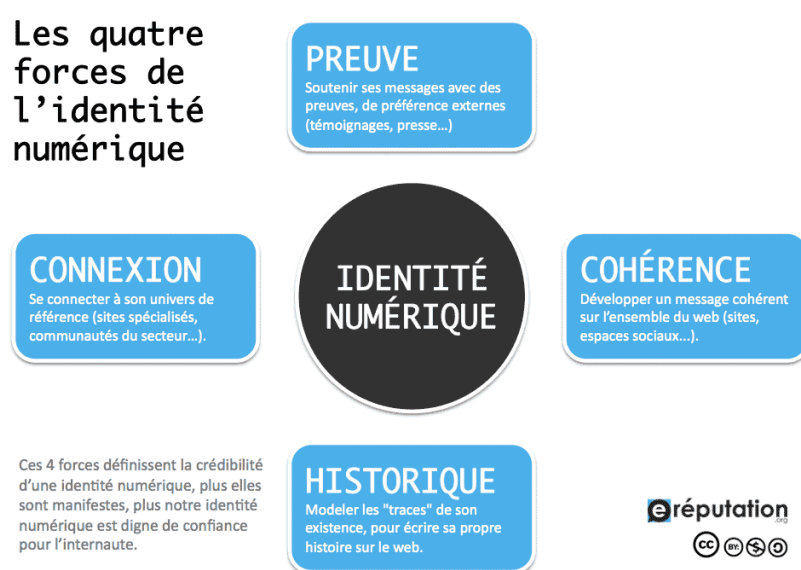 Les quatre
forces de
l’identité
numérique
PREUVE
Soutenir ses messages avec des
preuves, de préférence externes
(témoignages, presse…)
CONNEXION
Se connecter à son univers de
référence (sites spécialisés,
communautés du secteur…).
IDENTITÉ
NUMÉRIQUE
COHÉRENCE
Développer un message cohérent
sur l’ensemble du web (sites,
espaces sociaux...).
Ces 4 forces définissent la crédibilité
d’une identité numérique, plus elles
sont manifestes, plus notre identité
numérique est digne de confiance
pour l’internaute.
HISTORIQUE
Modeler les "traces" de son
existence, pour écrire sa propre
histoire sur le web.
eréputation
.org
cc BY: $